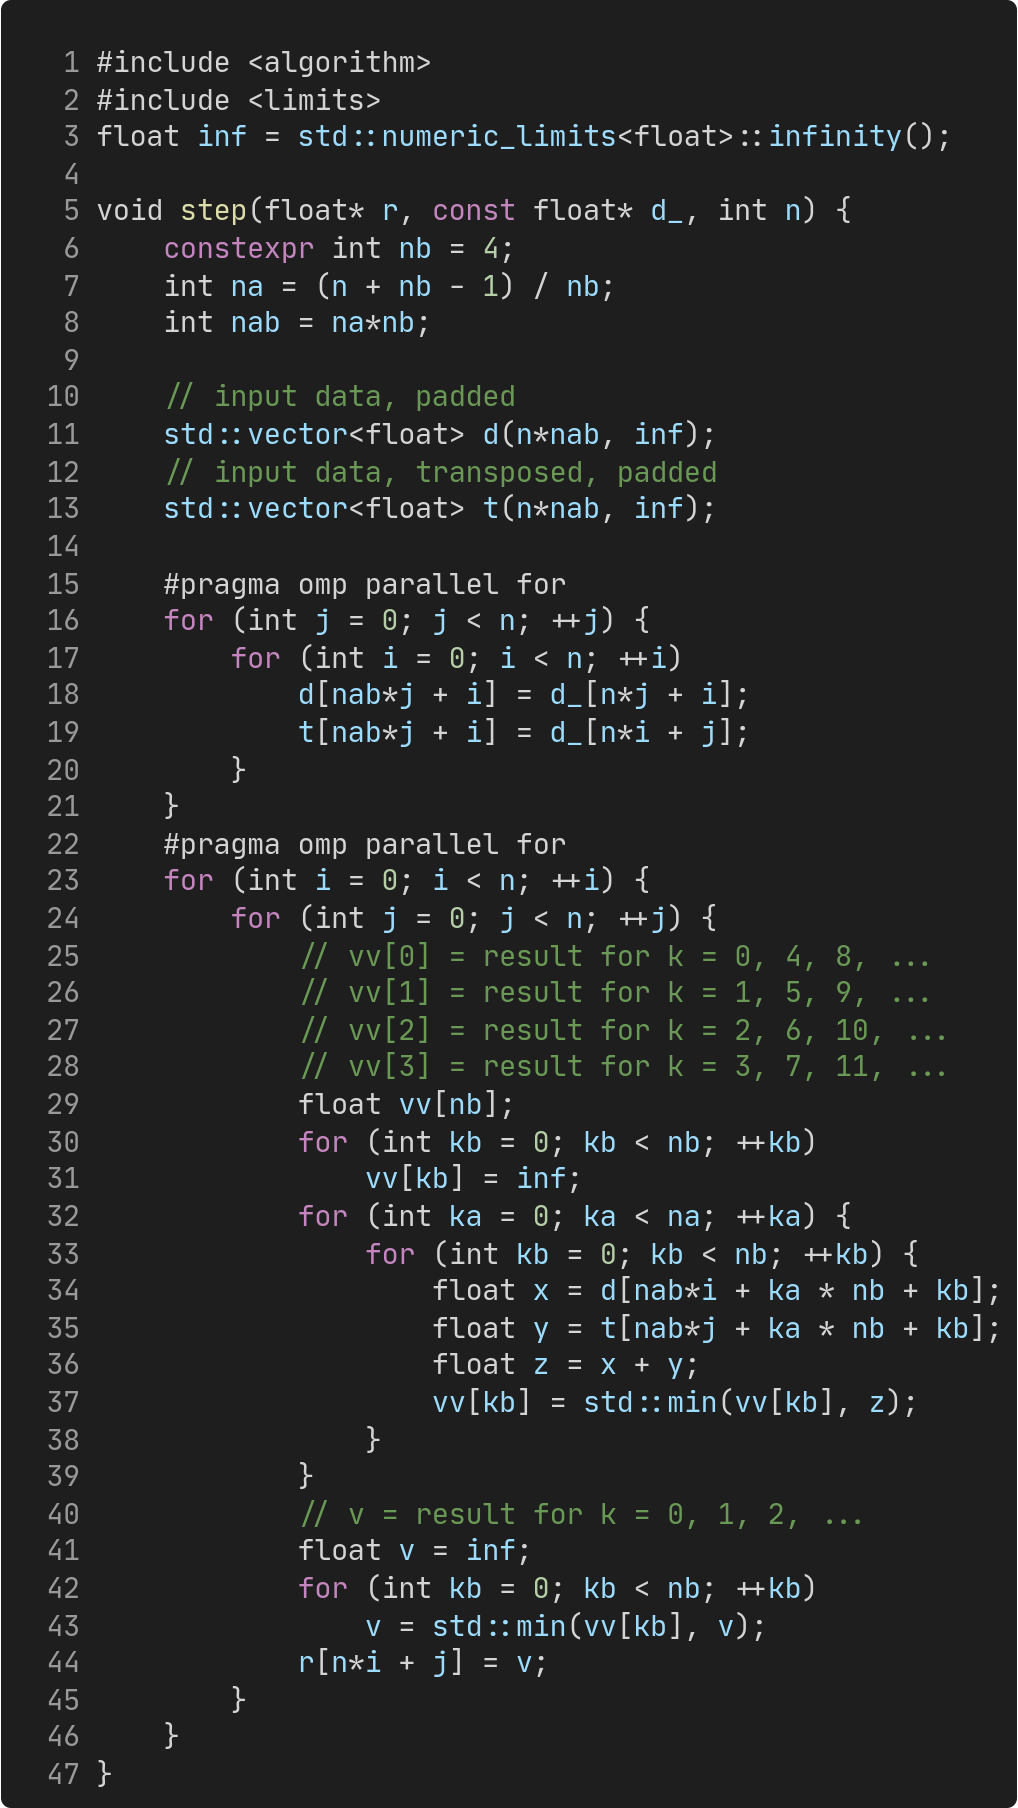 1 #include <algorithm>
2 #include <limits>
3 float inf = std::numeric_limits<float>::infinity();
4
5 void step(float* r, const float* d_, int n) {
6     constexpr int nb = 4;
7     int na = (n + nb - 1) / nb;
8     int nab = na*nb;
9
10     // input data, padded
11     std::vector<float> d(n*nab, inf);
12     // input data, transposed, padded
13     std::vector<float> t(n*nab, inf);
14
15     #pragma omp parallel for
16     for (int j = 0; j < n; ++j) {
17         for (int i = 0; i < n; ++i)
18             d[nab*j + i] = d_[n*j + i];
19             t[nab*j + i] = d_[n*i + j];
20         }
21     }
22     #pragma omp parallel for
23     for (int i = 0; i < n; ++i) {
24         for (int j = 0; j < n; ++j) {
25             // vv[0] = result for k = 0, 4, 8, ...
26             // vv[1] = result for k = 1, 5, 9, ...
27             // vv[2] = result for k = 2, 6, 10, ...
28             // vv[3] = result for k = 3, 7, 11, ...
29             float vv[nb];
30             for (int kb = 0; kb < nb; ++kb)
31                 vv[kb] = inf;
32             for (int ka = 0; ka < na; ++ka) {
33                 for (int kb = 0; kb < nb; ++kb) {
34                     float x = d[nab*i + ka * nb + kb];
35                     float y = t[nab*j + ka * nb + kb];
36                     float z = x + y;
37                     vv[kb] = std::min(vv[kb], z);
38                 }
39             }
40             // v = result for k = 0, 1, 2, ...
41             float v = inf;
42             for (int kb = 0; kb < nb; ++kb)
43                 v = std::min(vv[kb], v);
44             r[n*i + j] = v;
45         }
46     }
47 }